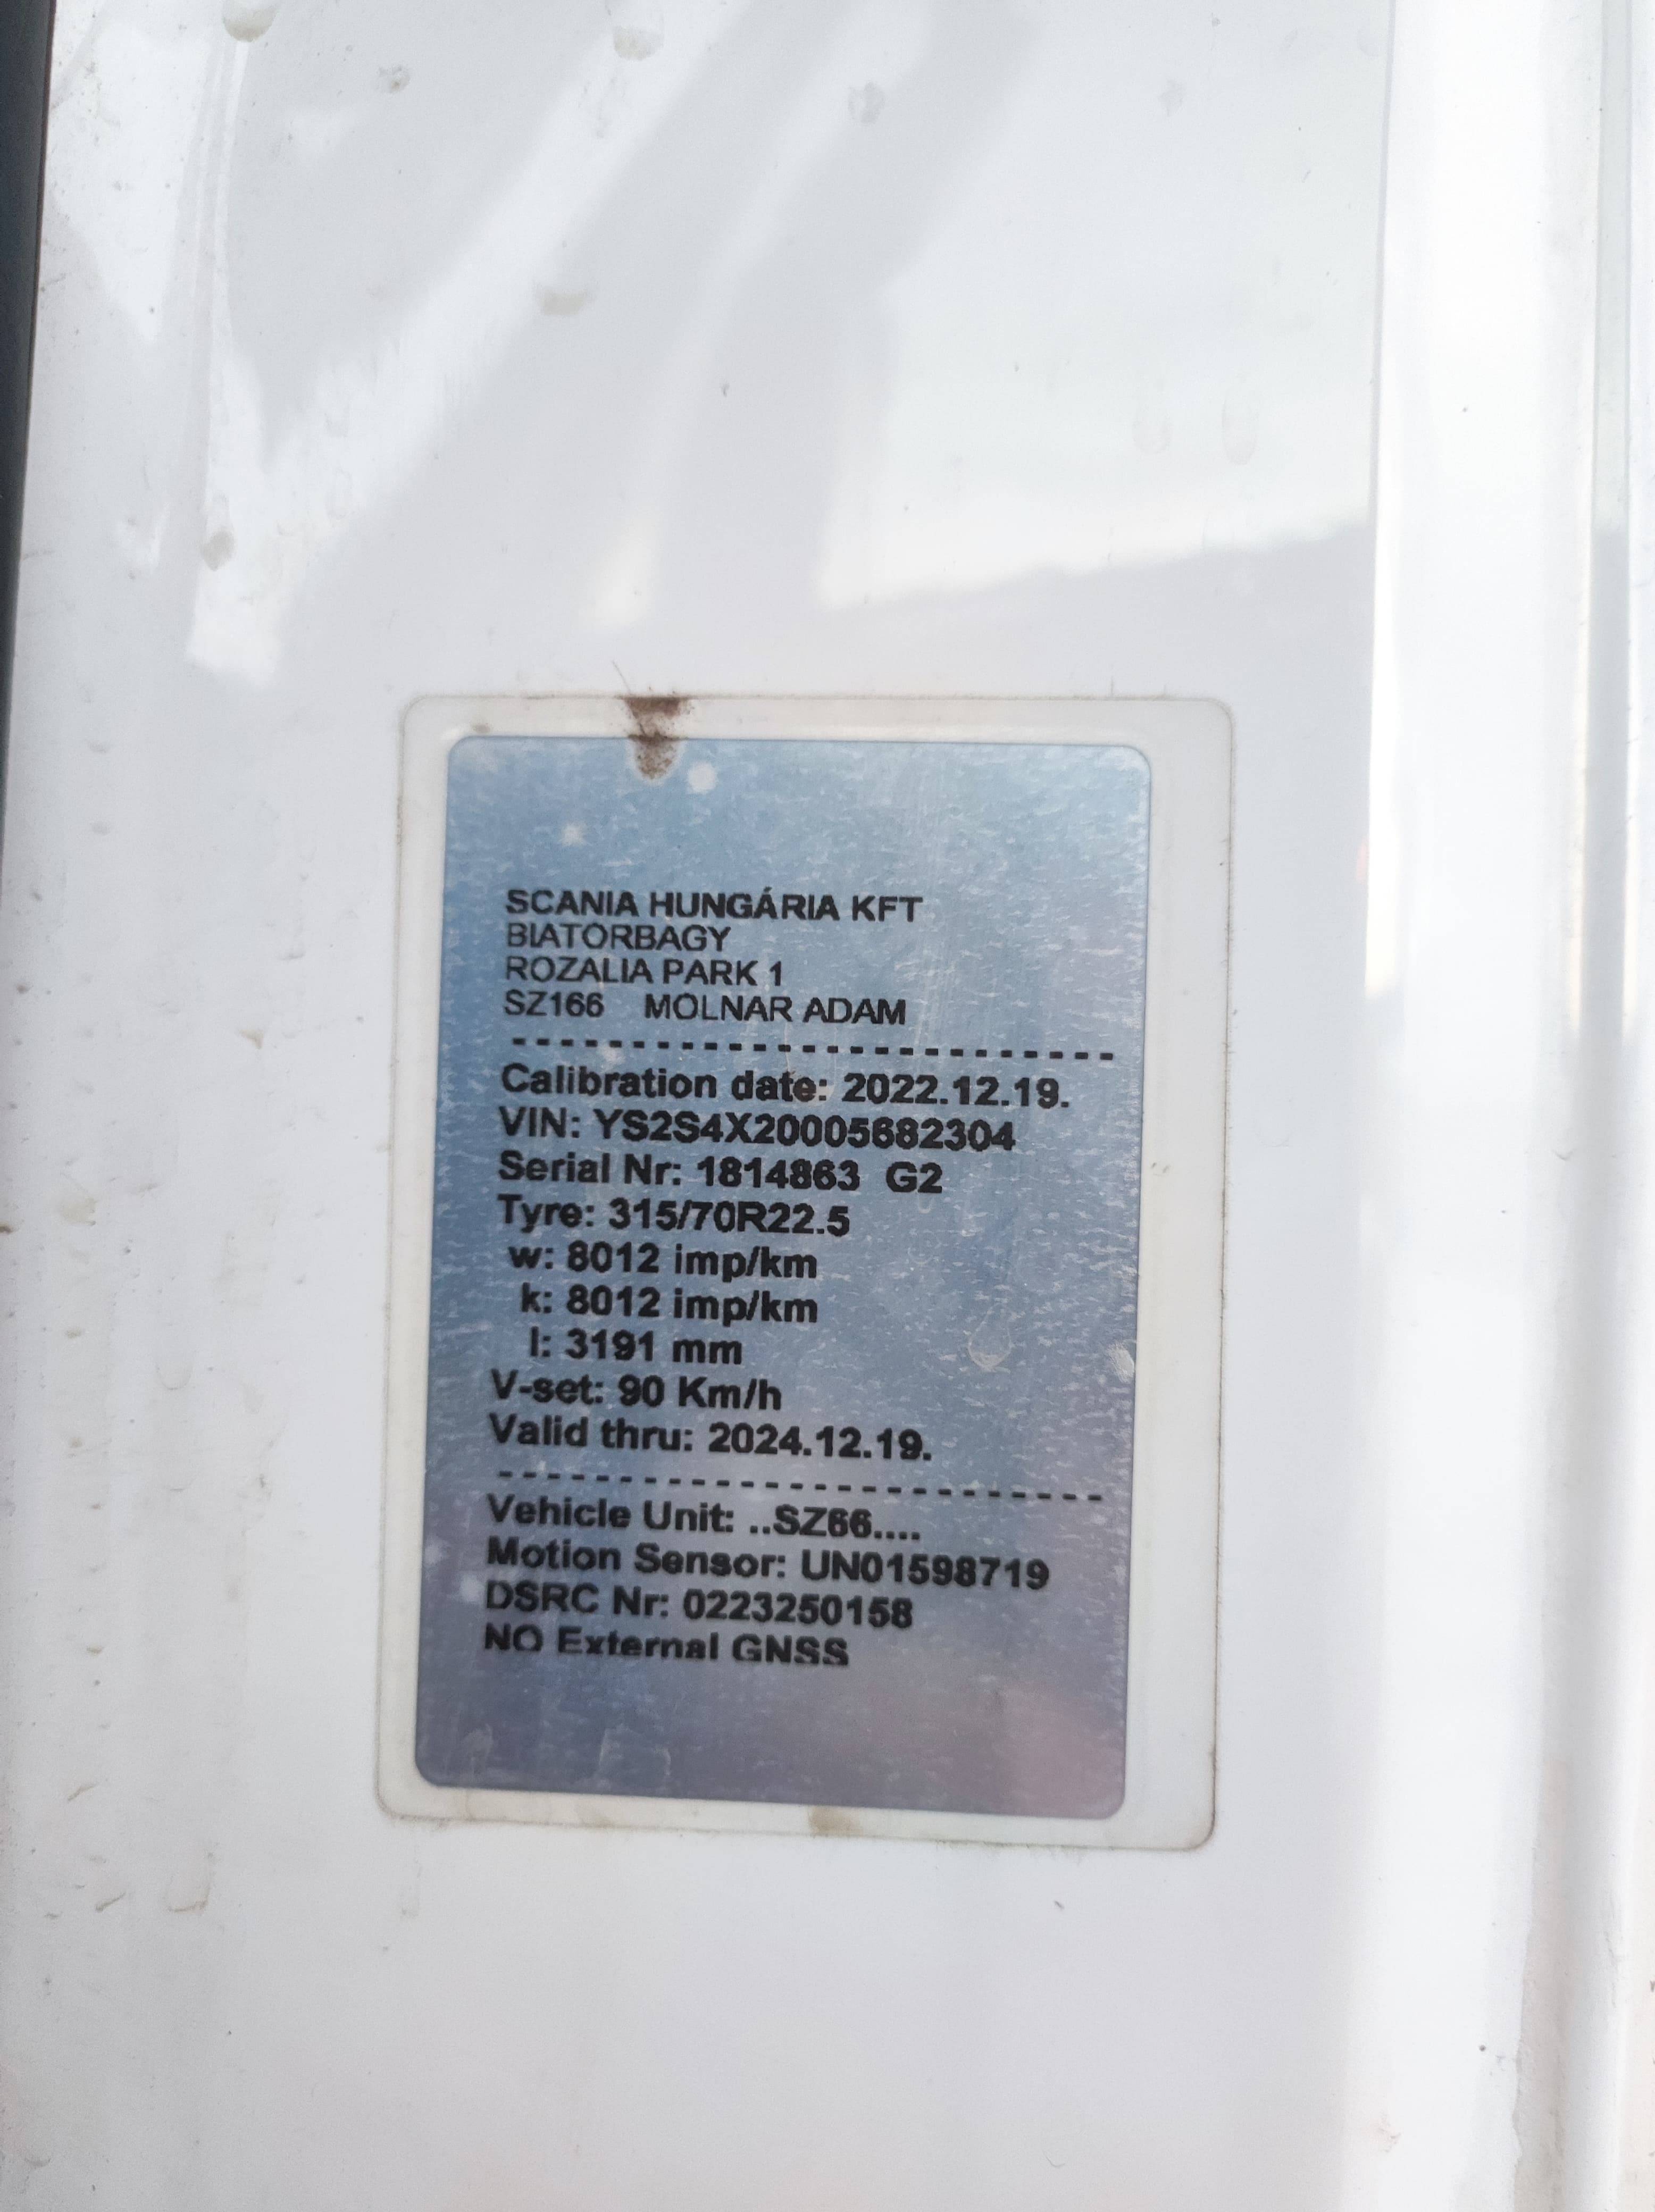 SCANIA HUNGÁRIA KFT
BIATORBAGY
ROZALIA PARK 1
SZ166 MOLNAR ADAM
--------------------------
Calibration date: 2022.12.19.
VIN: YS2S4X20005682304
Serial Nr: 1814863 G2
Tyre: 315/70R22.5
w: 8012 imp/km
k: 8012 imp/km
l: 3191 mm
V-set: 90 Km/h
Valid thru: 2024.12.19.
--------------------------
Vehicle Unit: ..SZ66....
Motion Sensor: UN01598719
DSRC Nr: 0223250158
NO External GNSS